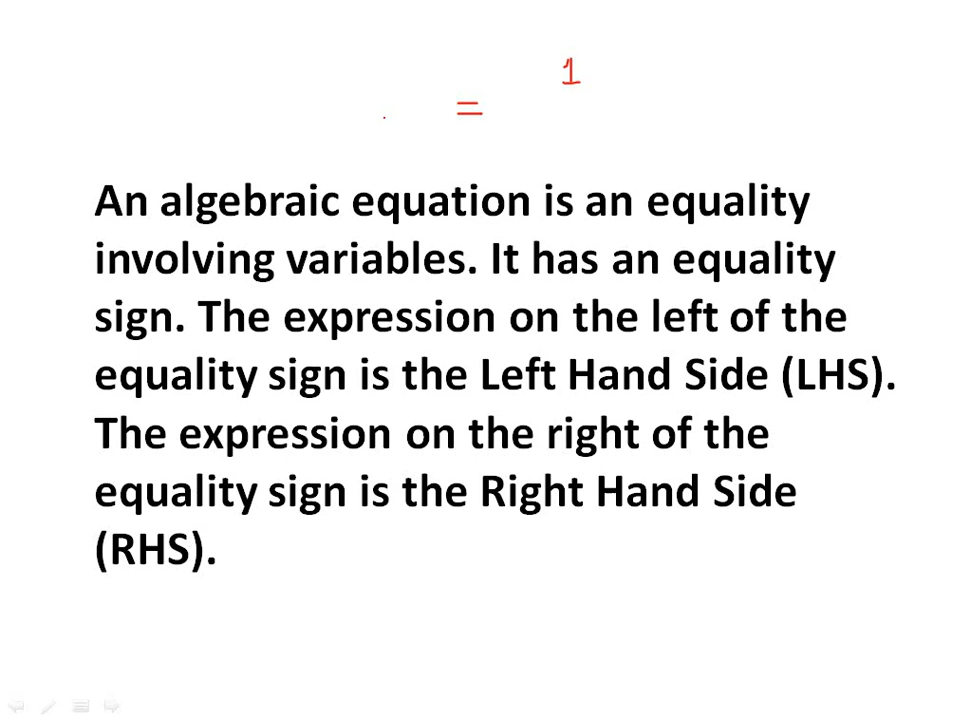 1
=
An algebraic equation is an equality
involving variables. It has an equality
sign. The expression on the left of the
equality sign is the Left Hand Side (LHS).
The expression on the right of the
equality sign is the Right Hand Side
(RHS).